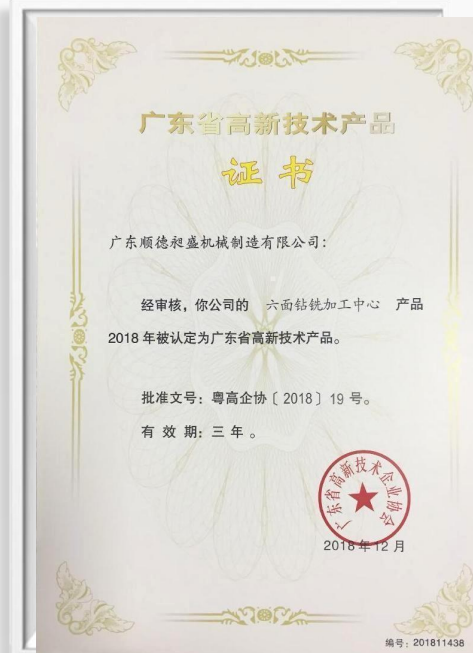 广东省高新技术产品
证书
广东顺德昶盛机械制造有限公司：
经审核，你公司的 六面钻铣加工中心 产品
2018 年被认定为广东省高新技术产品。
批准文号：粤高企协〔2018〕19 号。
有 效 期：三 年 。
广东省高新技术企业协会
2018 年 12 月
编号：201811438